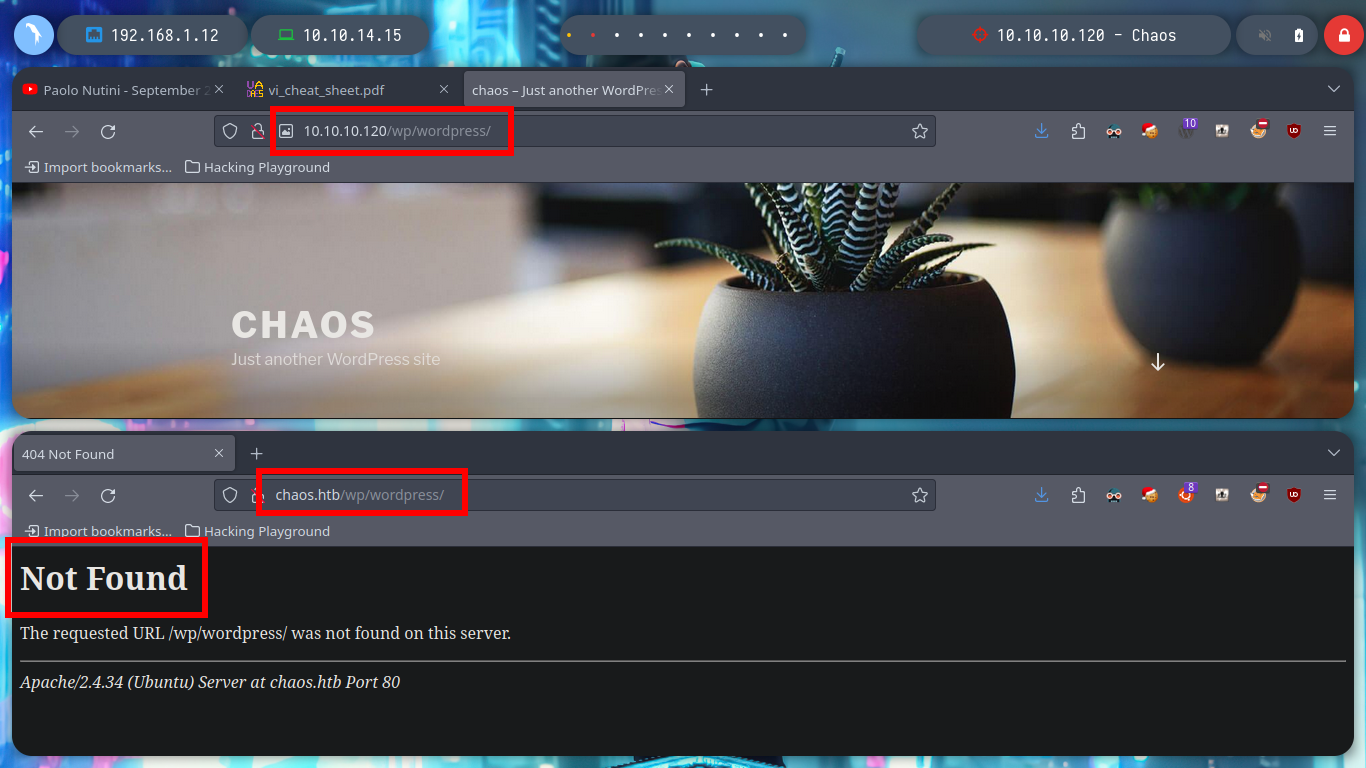 192.168.1.12
10.10.14.15
10.10.10.120 - Chaos
Paolo Nutini - September 2
vi_cheat_sheet.pdf
chaos – Just another WordPres
10.10.10.120/wp/wordpress/
10
Import bookmarks...
Hacking Playground
CHAOS
Just another WordPress site
404 Not Found
chaos.htb/wp/wordpress/
8
Import bookmarks...
Hacking Playground
Not Found
The requested URL /wp/wordpress/ was not found on this server.
Apache/2.4.34 (Ubuntu) Server at chaos.htb Port 80